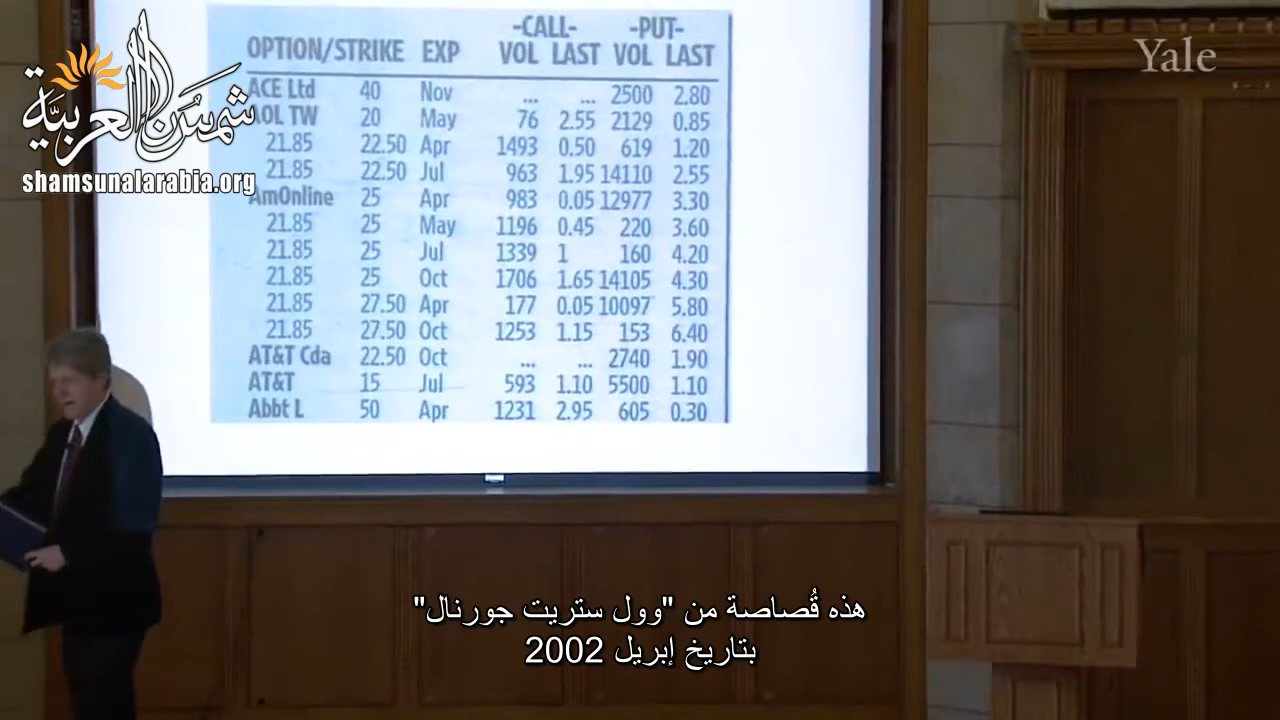 شمس العربية
shamsunalarabia.org
Yale
-CALL- -PUT-
OPTION/STRIKE EXP VOL LAST VOL LAST
ACE Ltd 40 Nov ... ... 2500 2.80
AOL TW 20 May 76 2.55 2129 0.85
21.85 22.50 Apr 1493 0.50 619 1.20
21.85 22.50 Jul 963 1.95 14110 2.55
AmOnline 25 Apr 983 0.05 12977 3.30
21.85 25 May 1196 0.45 220 3.60
21.85 25 Jul 1339 1 160 4.20
21.85 25 Oct 1706 1.65 14105 4.30
21.85 27.50 Apr 177 0.05 10097 5.80
21.85 27.50 Oct 1253 1.15 153 6.40
AT&T Cda 22.50 Oct ... ... 2740 1.90
AT&T 15 Jul 593 1.10 5500 1.10
Abbt L 50 Apr 1231 2.95 605 0.30
هذه قُصاصة من "وول ستريت جورنال"
بتاريخ إبريل 2002